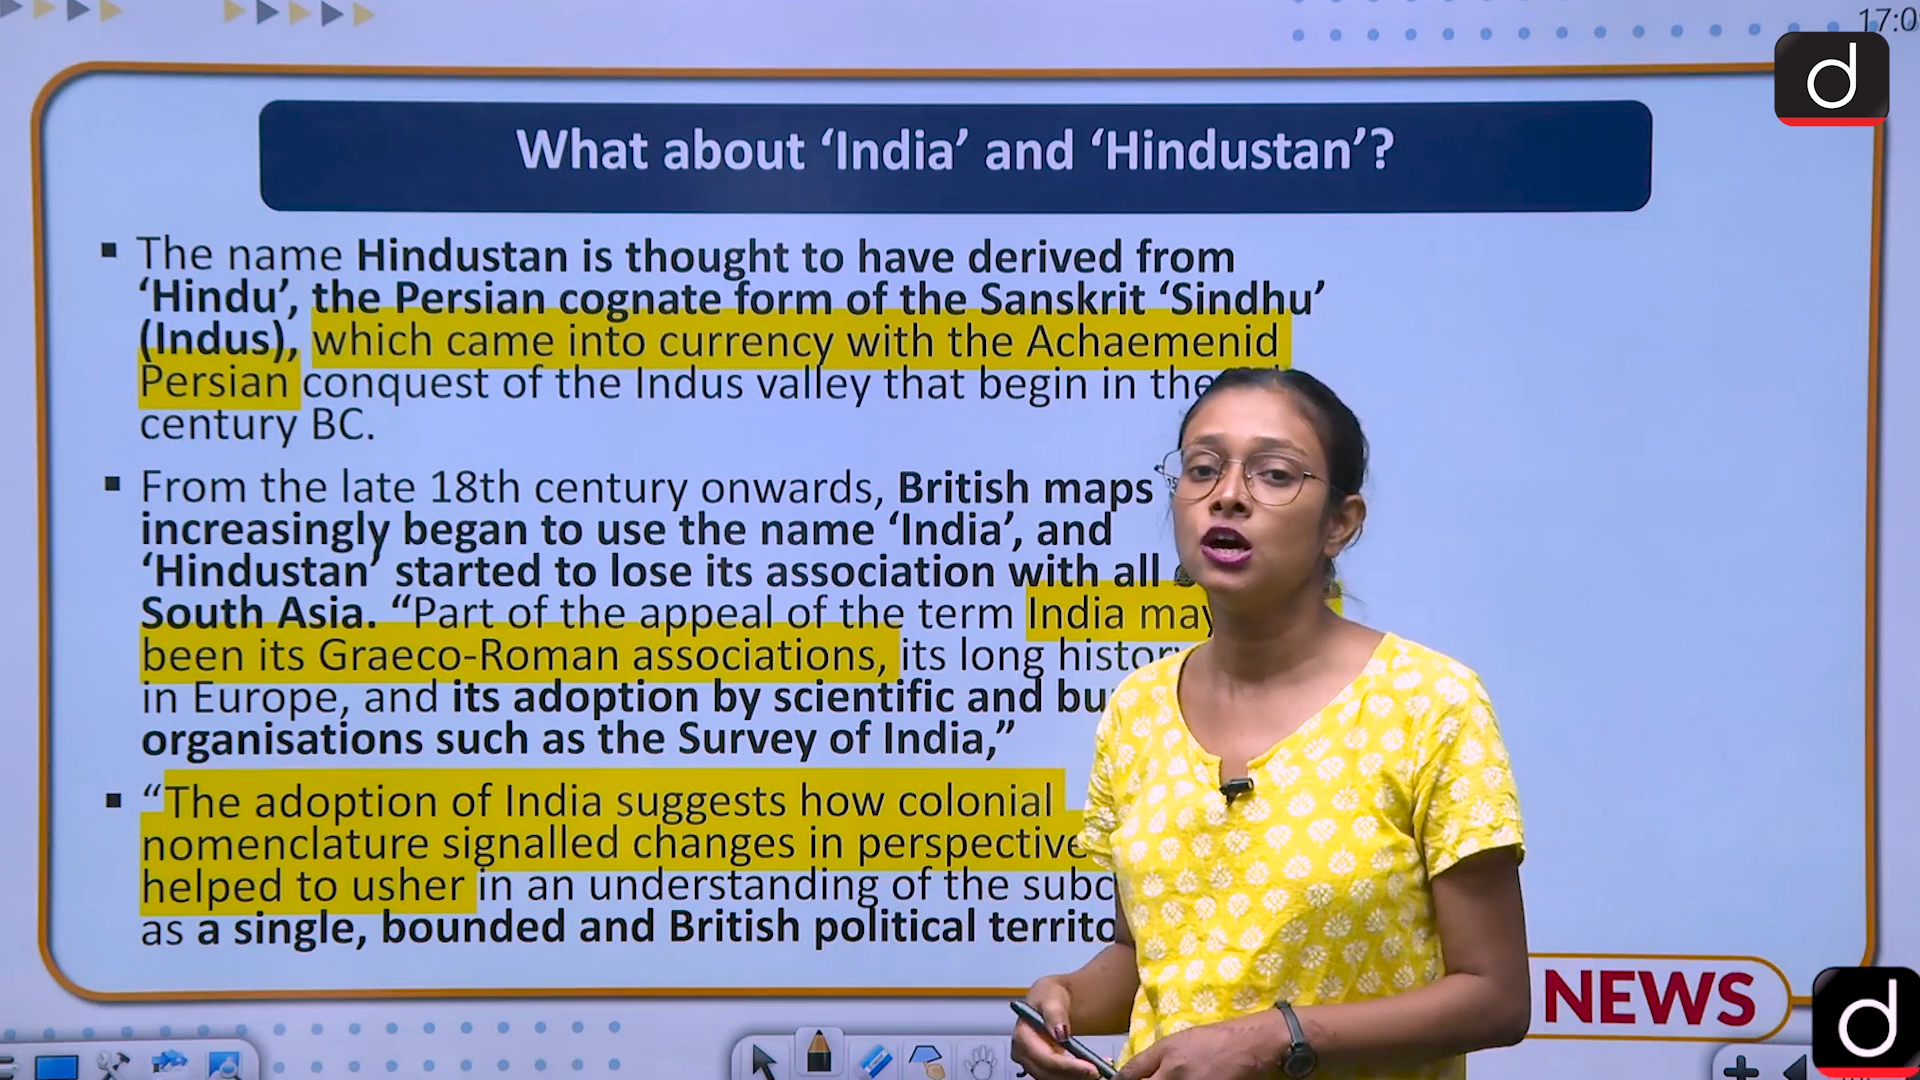 17:0
d
What about ‘India’ and ‘Hindustan’?
▪ The name Hindustan is thought to have derived from
‘Hindu’, the Persian cognate form of the Sanskrit ‘Sindhu’
(Indus), which came into currency with the Achaemenid
Persian conquest of the Indus valley that begin in the
century BC.
▪ From the late 18th century onwards, British maps
increasingly began to use the name ‘India’, and
‘Hindustan’ started to lose its association with all
South Asia. “Part of the appeal of the term India may
been its Graeco-Roman associations, its long history
in Europe, and its adoption by scientific and
organisations such as the Survey of India,”
▪ “The adoption of India suggests how colonial
nomenclature signalled changes in perspective
helped to usher in an understanding of the
as a single, bounded and British political
NEWS
d